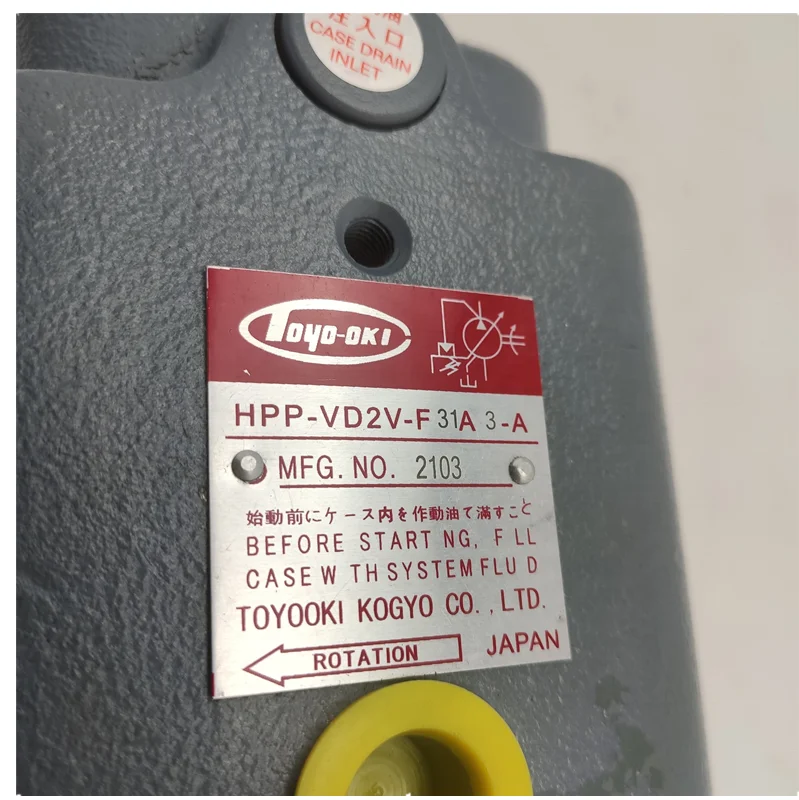 注入口
CASE DRAIN
INLET
TOYO-OKI
HPP-VD2V-F31A3-A
MFG. NO. 2103
始動前にケース内を作動油て滿すこと
BEFORE START NG, F LL
CASE W TH SYSTEM FLU D
TOYOOKI KOGYO CO., LTD.
ROTATION
JAPAN